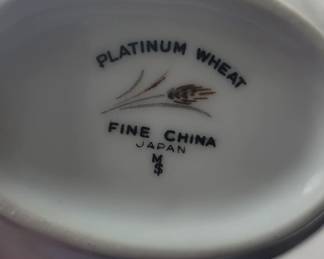 PLATINUM WHEAT
FINE CHINA
JAPAN
M
$